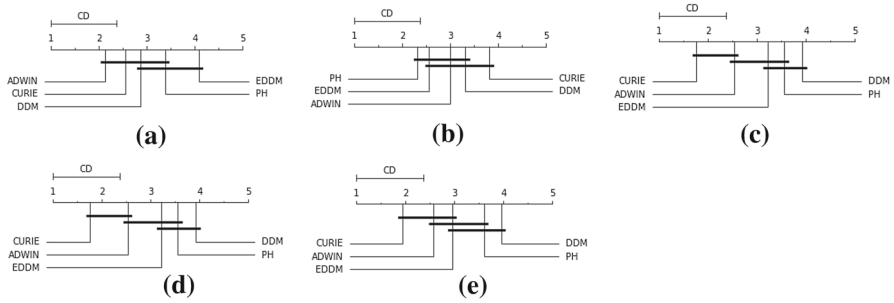 CD
1 2 3 4 5
ADWIN EDDM
CURIE PH
DDM
(a)
CD
1 2 3 4 5
PH CURIE
EDDM DDM
ADWIN
(b)
CD
1 2 3 4 5
CURIE DDM
ADWIN PH
EDDM
(c)
CD
1 2 3 4 5
CURIE DDM
ADWIN PH
EDDM
(d)
CD
1 2 3 4 5
CURIE DDM
ADWIN PH
EDDM
(e)